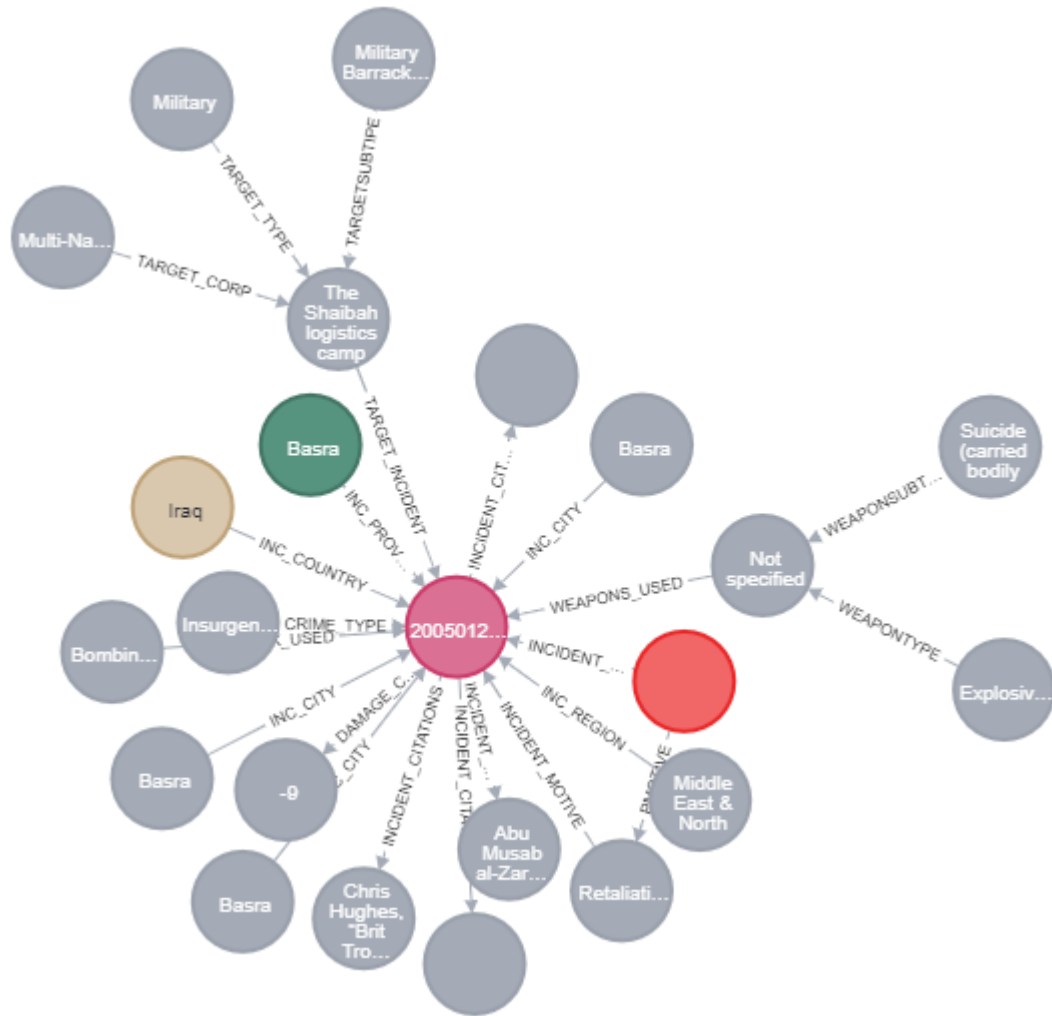 Military
Barrack...
Military
TARGET_TYPE
TARGETSUBTIPE
Multi-Na...
TARGET_CORP
The
Shaibah
logistics
camp
TARGET_INCIDENT
INCIDENT_CIT...
Basra
Basra
Suicide
(carried
bodily
INC_PROV...
INC_CITY
WEAPONSUBT...
Iraq
INC_COUNTRY
Not
specified
WEAPONS_USED
WEAPONTYPE
Insurgen...
CRIME_TYPE
2005012...
Bombin...
_USED
INCIDENT_...
Explosiv...
INC_CITY
DAMAGE_C...
INCIDENT_CITATIONS
INCIDENT_...
INCIDENT_CITA
INCIDENT_MOTIVE
INC_REGION
Basra
-9
_CITY
Middle
East &
North
Abu
Musab
al-Zar...
Basra
Chris
Hughes,
"Brit
Tro...
Retaliati...